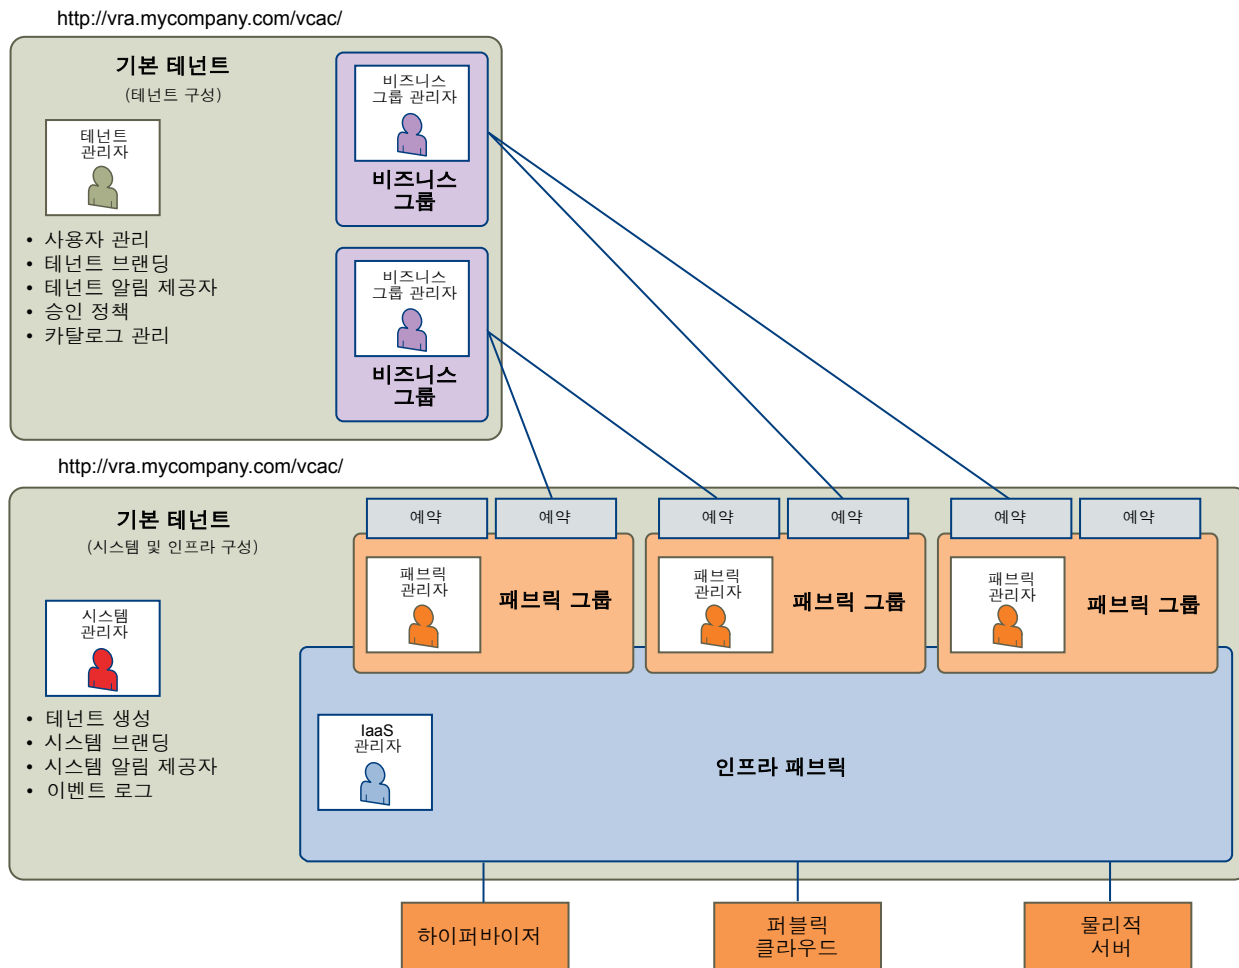 http://vra.mycompany.com/vcac/
기본 테넌트
(테넌트 구성)
테넌트
관리자
• 사용자 관리
• 테넌트 브랜딩
• 테넌트 알림 제공자
• 승인 정책
• 카탈로그 관리
비즈니스
그룹 관리자
비즈니스
그룹
비즈니스
그룹 관리자
비즈니스
그룹
http://vra.mycompany.com/vcac/
기본 테넌트
(시스템 및 인프라 구성)
시스템
관리자
• 테넌트 생성
• 시스템 브랜딩
• 시스템 알림 제공자
• 이벤트 로그
예약
예약
예약
예약
예약
예약
패브릭
관리자
패브릭 그룹
패브릭
관리자
패브릭 그룹
패브릭
관리자
패브릭 그룹
IaaS
관리자
인프라 패브릭
하이퍼바이저
퍼블릭
클라우드
물리적
서버